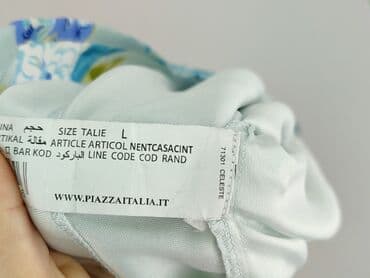 INA حجم SIZE TALIE L
TIKAL مقالة ARTICLE ARTICOL NENTCASACINT
BAR KOD الباركود LINE CODE COD RAND
WWW.PIAZZAITALIA.IT
71301 CELESTE